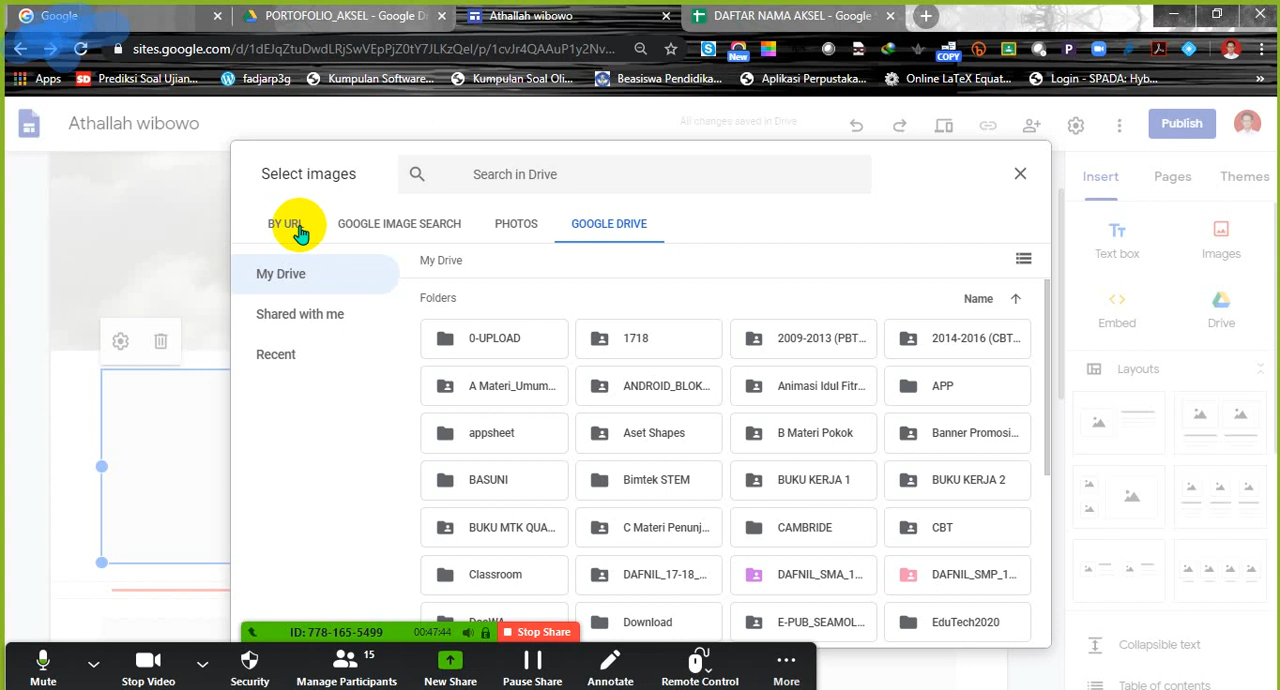 Google
PORTOFOLIO_AKSEL - Google D
Athallah wibowo
DAFTAR NAMA AKSEL - Google
sites.google.com/d/1dEJqZtuDwdLRjSwVEpPjZ0tY7JLKzQeI/p/1cvJr4QAAuP1y2Nv...
New
COPY
Apps
Prediksi Soal Ujian...
fadjarp3g
Kumpulan Software...
Kumpulan Soal Oli...
Beasiswa Pendidika...
Aplikasi Perpustaka...
Online LaTeX Equat...
Login - SPADA: Hyb...
Athallah wibowo
All changes saved in Drive
Publish
Select images
Search in Drive
Insert
Pages
Themes
BY URL
GOOGLE IMAGE SEARCH
PHOTOS
GOOGLE DRIVE
Text box
Images
My Drive
My Drive
Shared with me
Recent
Folders
Name
Embed
Drive
0-UPLOAD
1718
2009-2013 (PBT...
2014-2016 (CBT...
A Materi_Umum...
ANDROID_BLOK...
Animasi Idul Fitr...
APP
Layouts
appsheet
Aset Shapes
B Materi Pokok
Banner Promosi...
BASUNI
Bimtek STEM
BUKU KERJA 1
BUKU KERJA 2
BUKU MTK QUA...
C Materi Penunj...
CAMBRIDE
CBT
Classroom
DAFNIL_17-18_...
DAFNIL_SMA_1...
DAFNIL_SMP_1...
Download
E-PUB_SEAMOL...
EduTech2020
Collapsible text
Table of contents
ID: 778-165-5499
00:47:44
Stop Share
Mute
Stop Video
Security
15
Manage Participants
New Share
Pause Share
Annotate
Remote Control
More